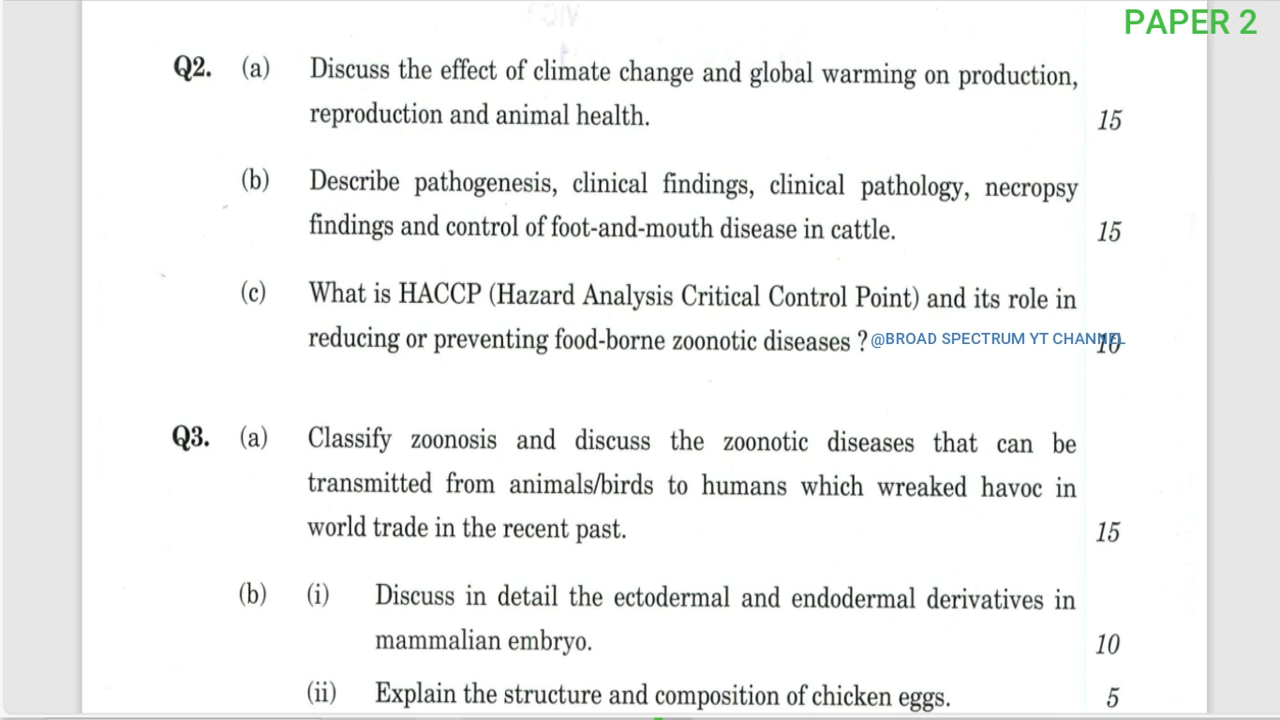 PAPER 2
Q2. (a) Discuss the effect of climate change and global warming on production,
reproduction and animal health. 15
(b) Describe pathogenesis, clinical findings, clinical pathology, necropsy
findings and control of foot-and-mouth disease in cattle. 15
(c) What is HACCP (Hazard Analysis Critical Control Point) and its role in
reducing or preventing food-borne zoonotic diseases ? @BROAD SPECTRUM YT CHANNEL 10
Q3. (a) Classify zoonosis and discuss the zoonotic diseases that can be
transmitted from animals/birds to humans which wreaked havoc in
world trade in the recent past. 15
(b) (i) Discuss in detail the ectodermal and endodermal derivatives in
mammalian embryo. 10
(ii) Explain the structure and composition of chicken eggs. 5